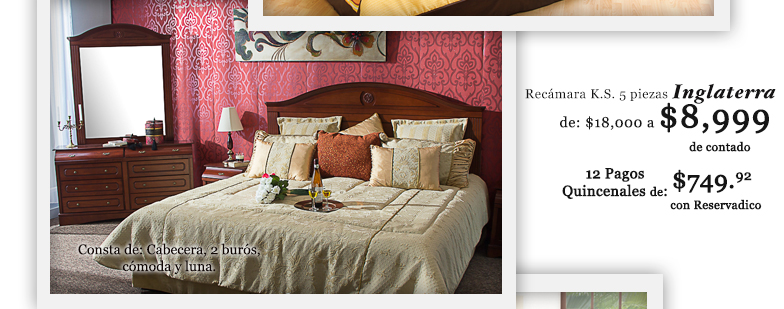 Recámara K.S. 5 piezas Inglaterra
de: $18,000 a $8,999
de contado
12 Pagos
Quincenales de: $749.92
con Reservadico
Consta de: Cabecera, 2 burós,
cómoda y luna.